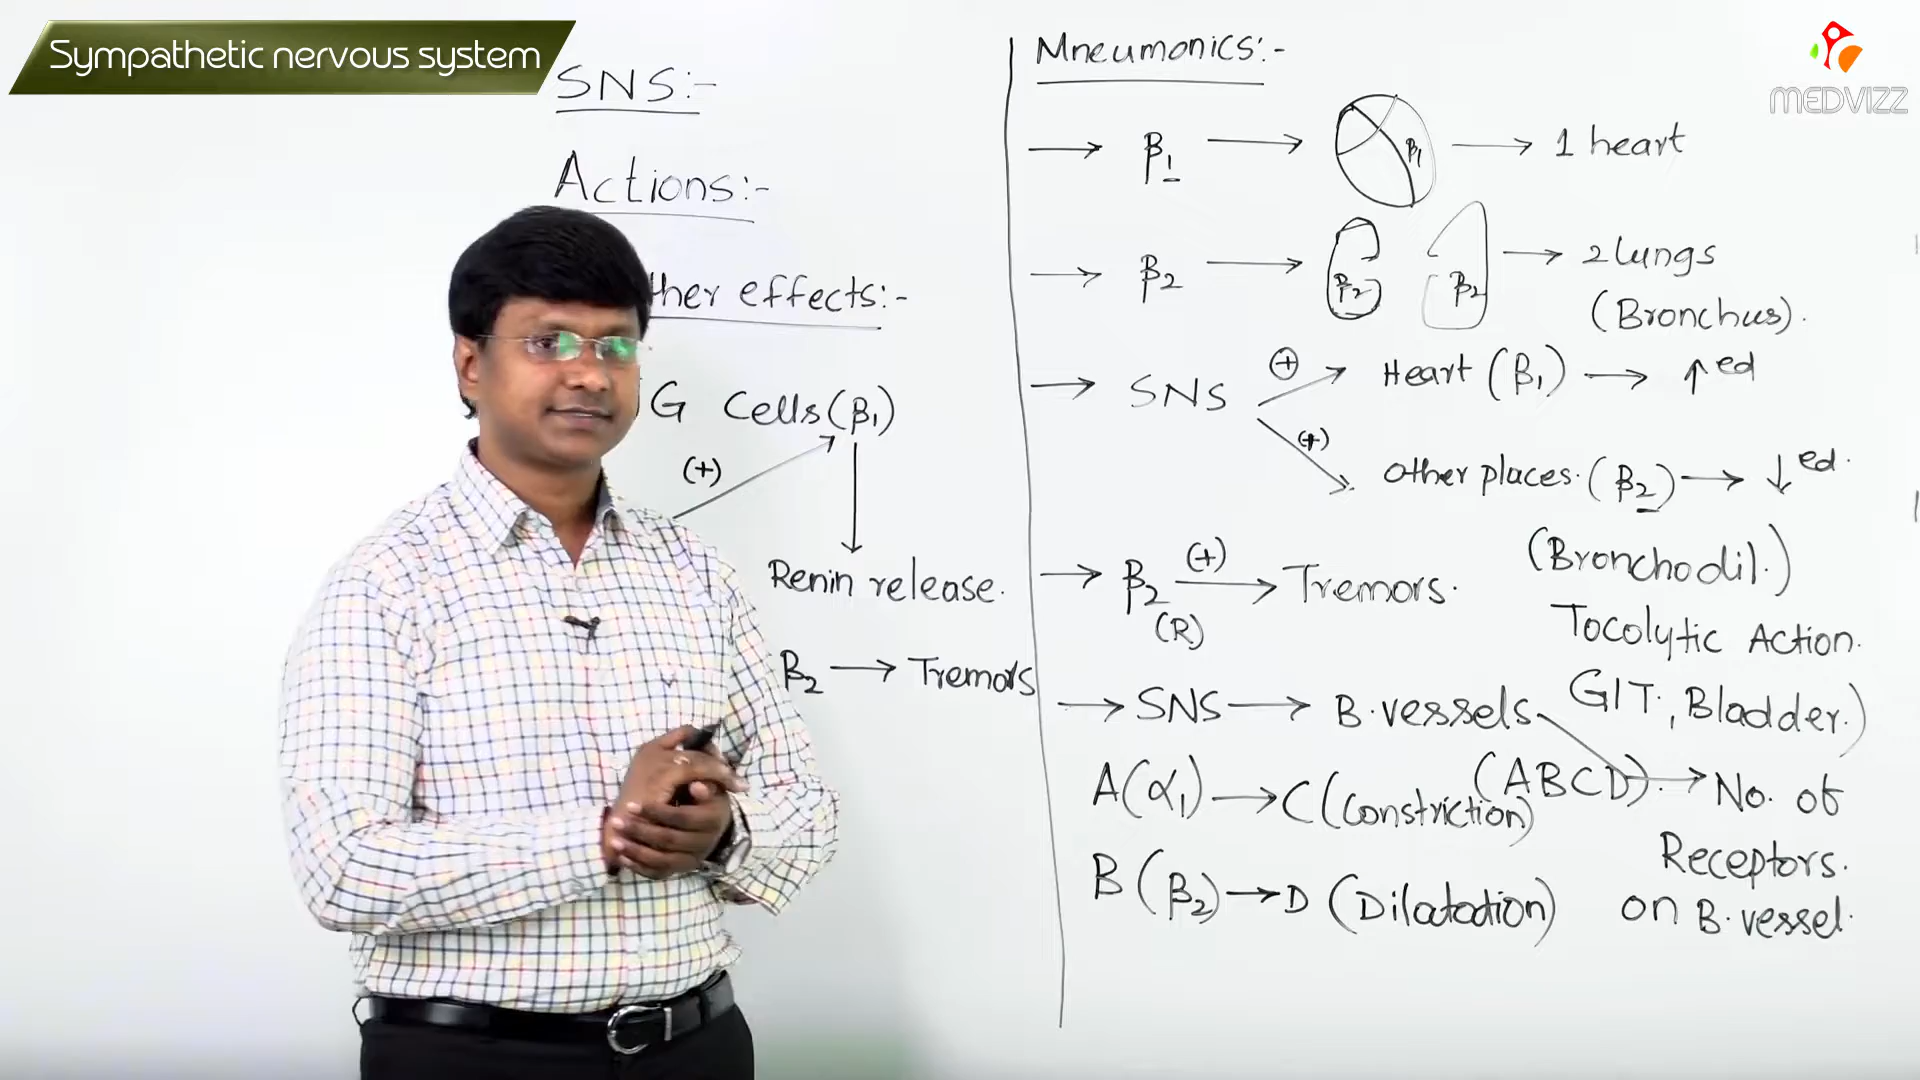 Sympathetic nervous system
SNS:-
Actions:-
ther effects:-
G Cells (β1)
(+)
Renin release.
β2 → Tremors
MEDVIZZ
Mneumonics:-
→ β1 → β1 → 1 heart
→ β2 → β2 β2 → 2 lungs
(Bronchus).
→ SNS (+) Heart (β1) → ↑ed
(+) other places. (β2) → ↓ed.
(Bronchodil.)
→ β2 (+) → Tremors.
(R)
Tocolytic Action.
GIT, Bladder.)
→ SNS → B.vessels
(ABCD). → No. of
Receptors.
on B.vessel.
A(α1) → C (Constriction)
B (β2) → D (Dilatation)